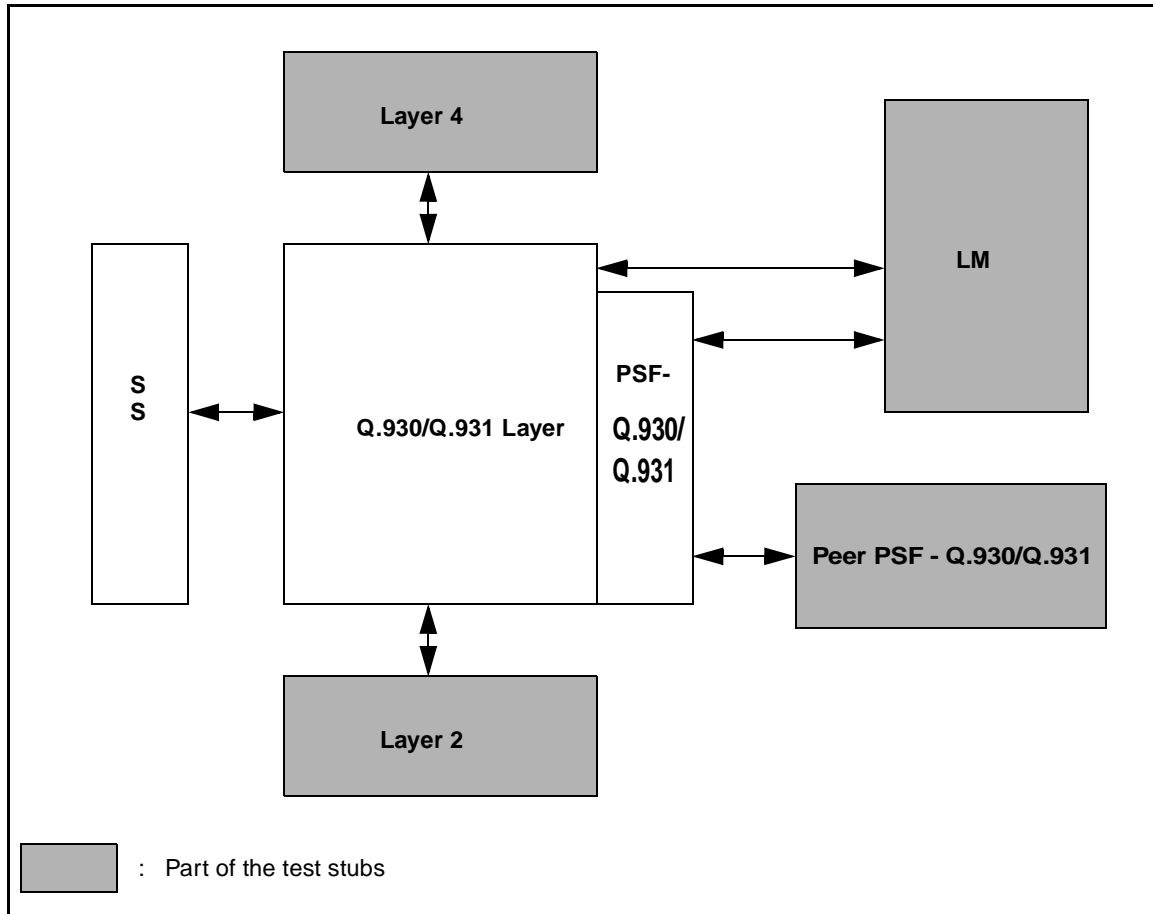 Layer 4
LM
S
S
Q.930/Q.931 Layer
PSF-
Q.930/
Q.931
Peer PSF - Q.930/Q.931
Layer 2
: Part of the test stubs